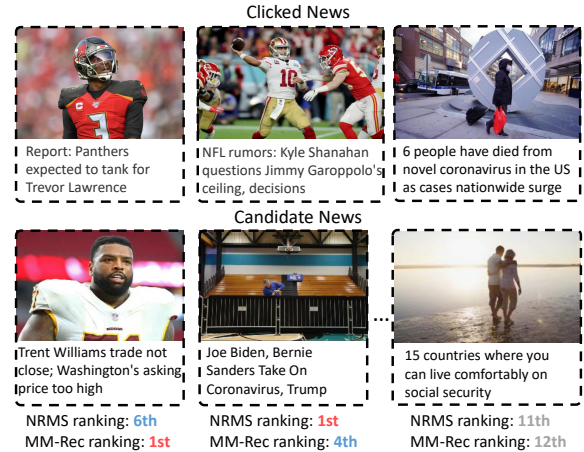 Clicked News
Report: Panthers
expected to tank for
Trevor Lawrence
NFL rumors: Kyle Shanahan
questions Jimmy Garoppolo's
ceiling, decisions
6 people have died from
novel coronavirus in the US
as cases nationwide surge
3
10
Candidate News
Trent Williams trade not
close; Washington's asking
price too high
Joe Biden, Bernie
Sanders Take On
Coronavirus, Trump
...
15 countries where you
can live comfortably on
social security
NRMS ranking: 6th
MM-Rec ranking: 1st
NRMS ranking: 1st
MM-Rec ranking: 4th
NRMS ranking: 11th
MM-Rec ranking: 12th